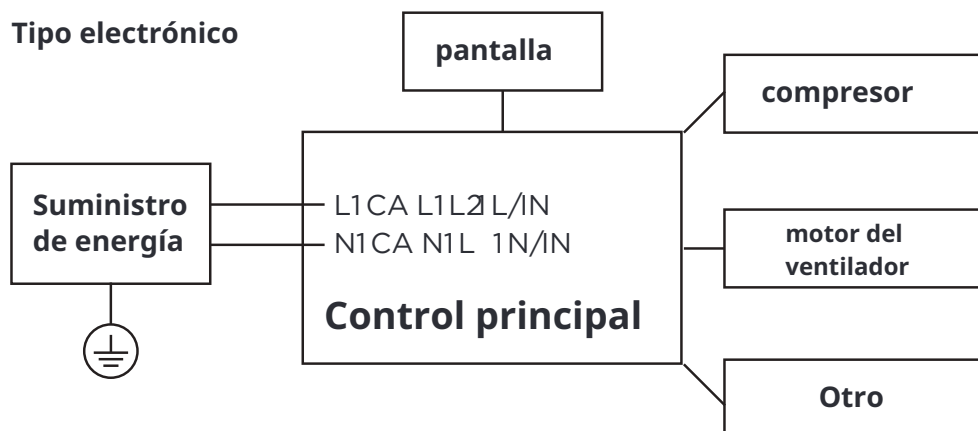 Tipo electrónico
pantalla
compresor
Suministro
de energía
L1CA L1L21L/IN
N1CA N1L 1N/IN
motor del
ventilador
Control principal
Otro